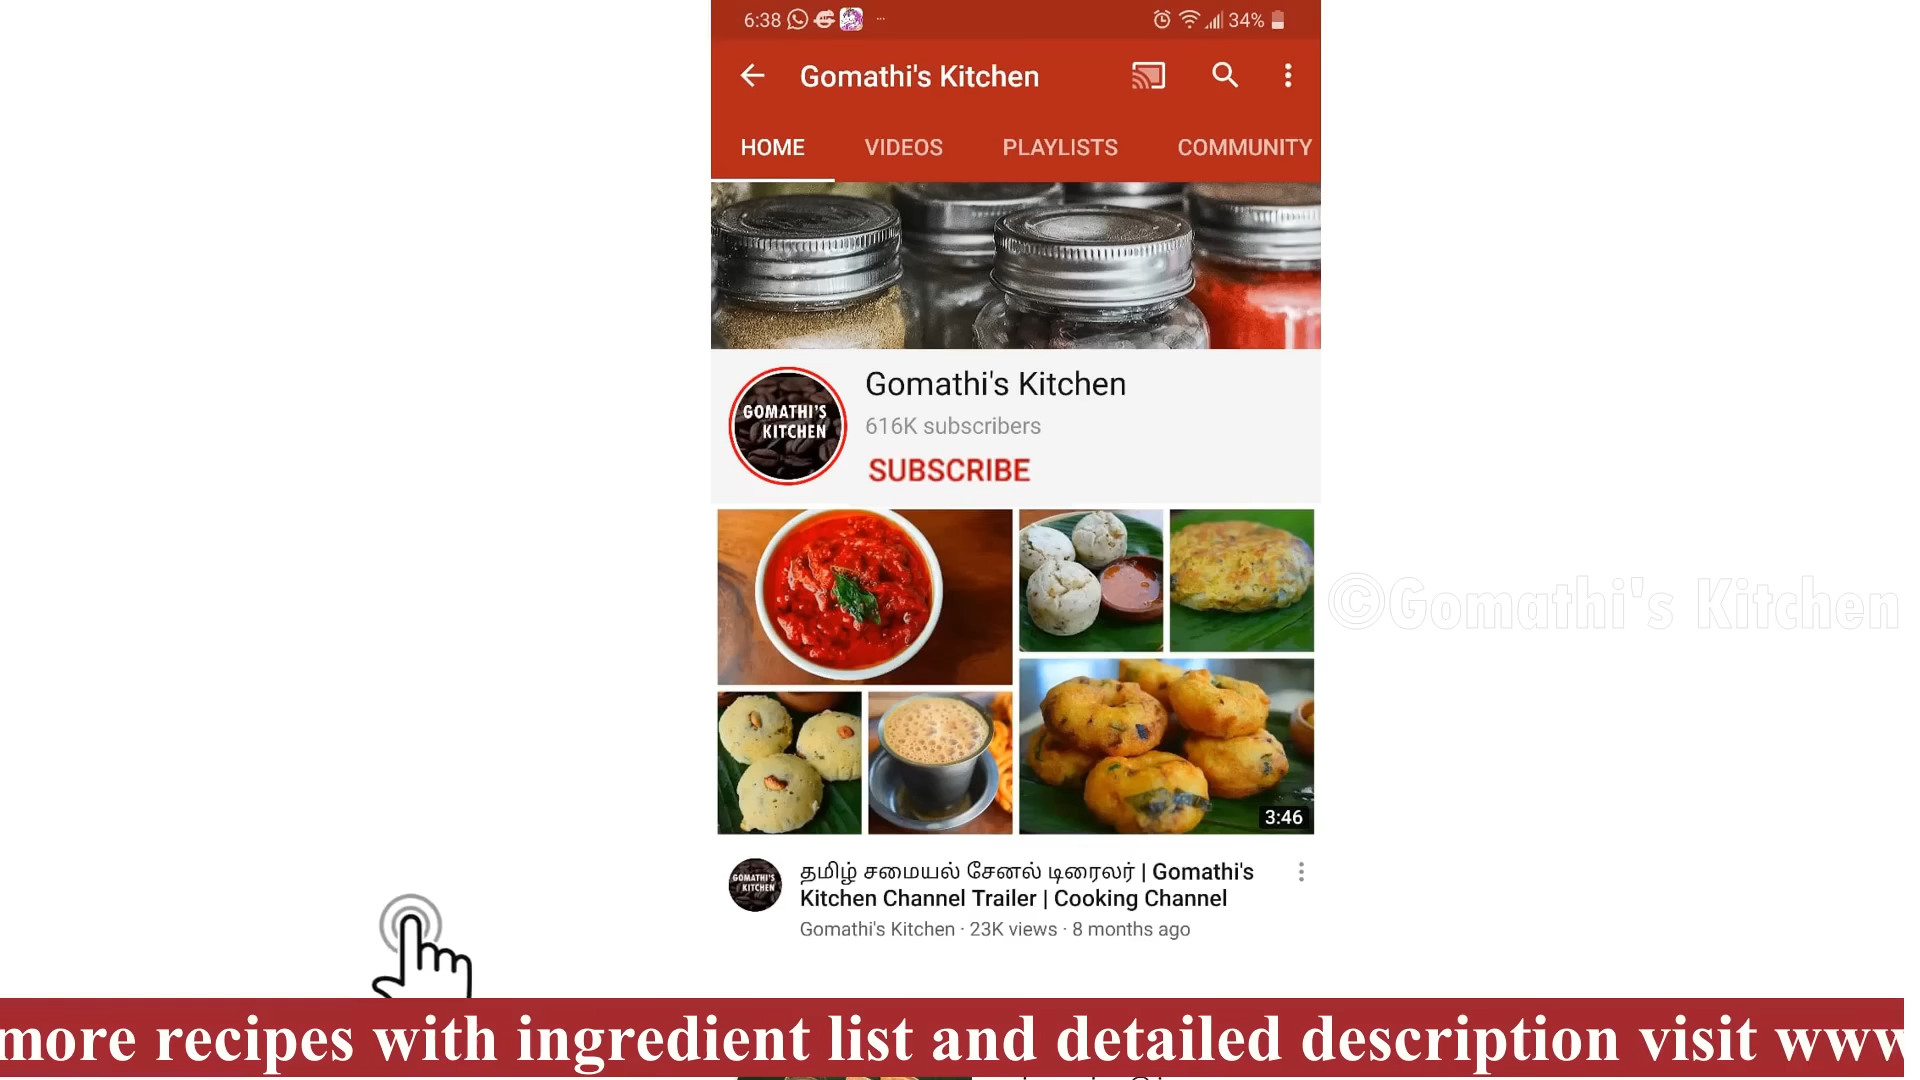 6:38
34%
Gomathi's Kitchen
HOME VIDEOS PLAYLISTS COMMUNITY
Gomathi's Kitchen
616K subscribers
SUBSCRIBE
GOMATHI'S
KITCHEN
©Gomathi's Kitchen
3:46
GOMATHI'S
KITCHEN
தமிழ் சமையல் சேனல் டிரைலர் | Gomathi's
Kitchen Channel Trailer | Cooking Channel
Gomathi's Kitchen · 23K views · 8 months ago
more recipes with ingredient list and detailed description visit www